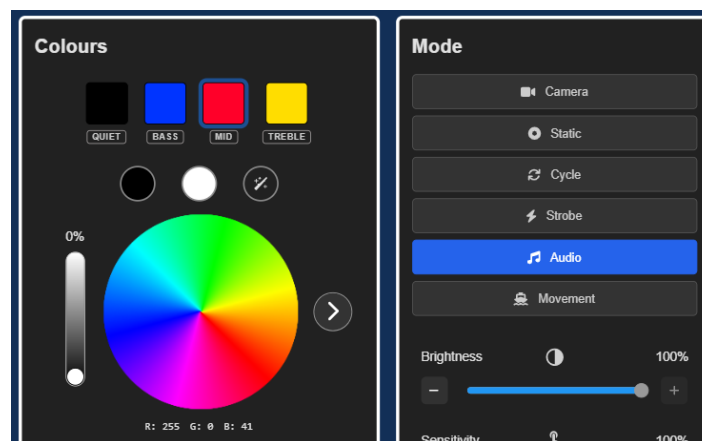 Colours
QUIET BASS MID TREBLE
0%
R: 255 G: 0 B: 41
Mode
Camera
Static
Cycle
Strobe
Audio
Movement
Brightness 100%
Sensitivity 100%